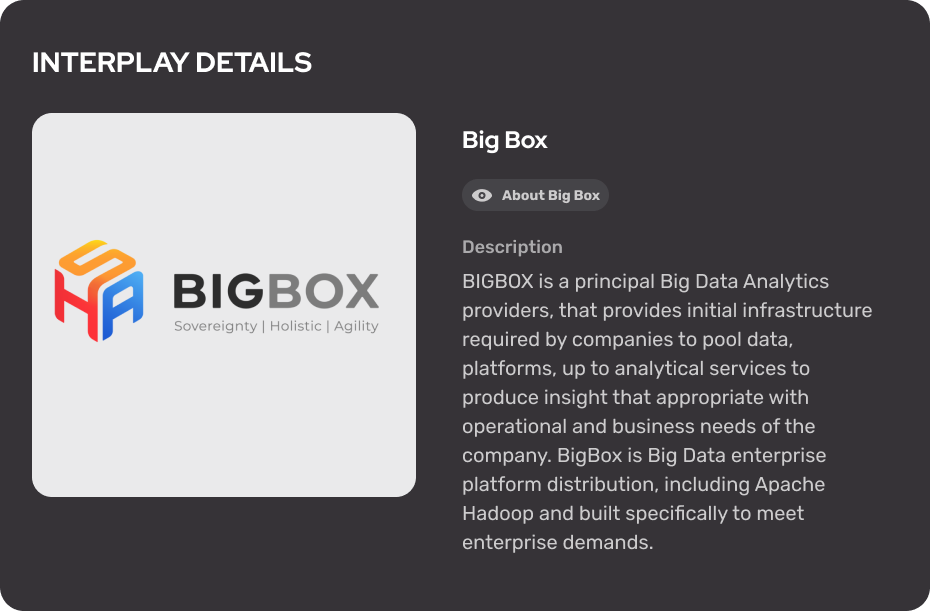 INTERPLAY DETAILS
SHA
BIGBOX
Sovereignty | Holistic | Agility
Big Box
About Big Box
Description
BIGBOX is a principal Big Data Analytics
providers, that provides initial infrastructure
required by companies to pool data,
platforms, up to analytical services to
produce insight that appropriate with
operational and business needs of the
company. BigBox is Big Data enterprise
platform distribution, including Apache
Hadoop and built specifically to meet
enterprise demands.